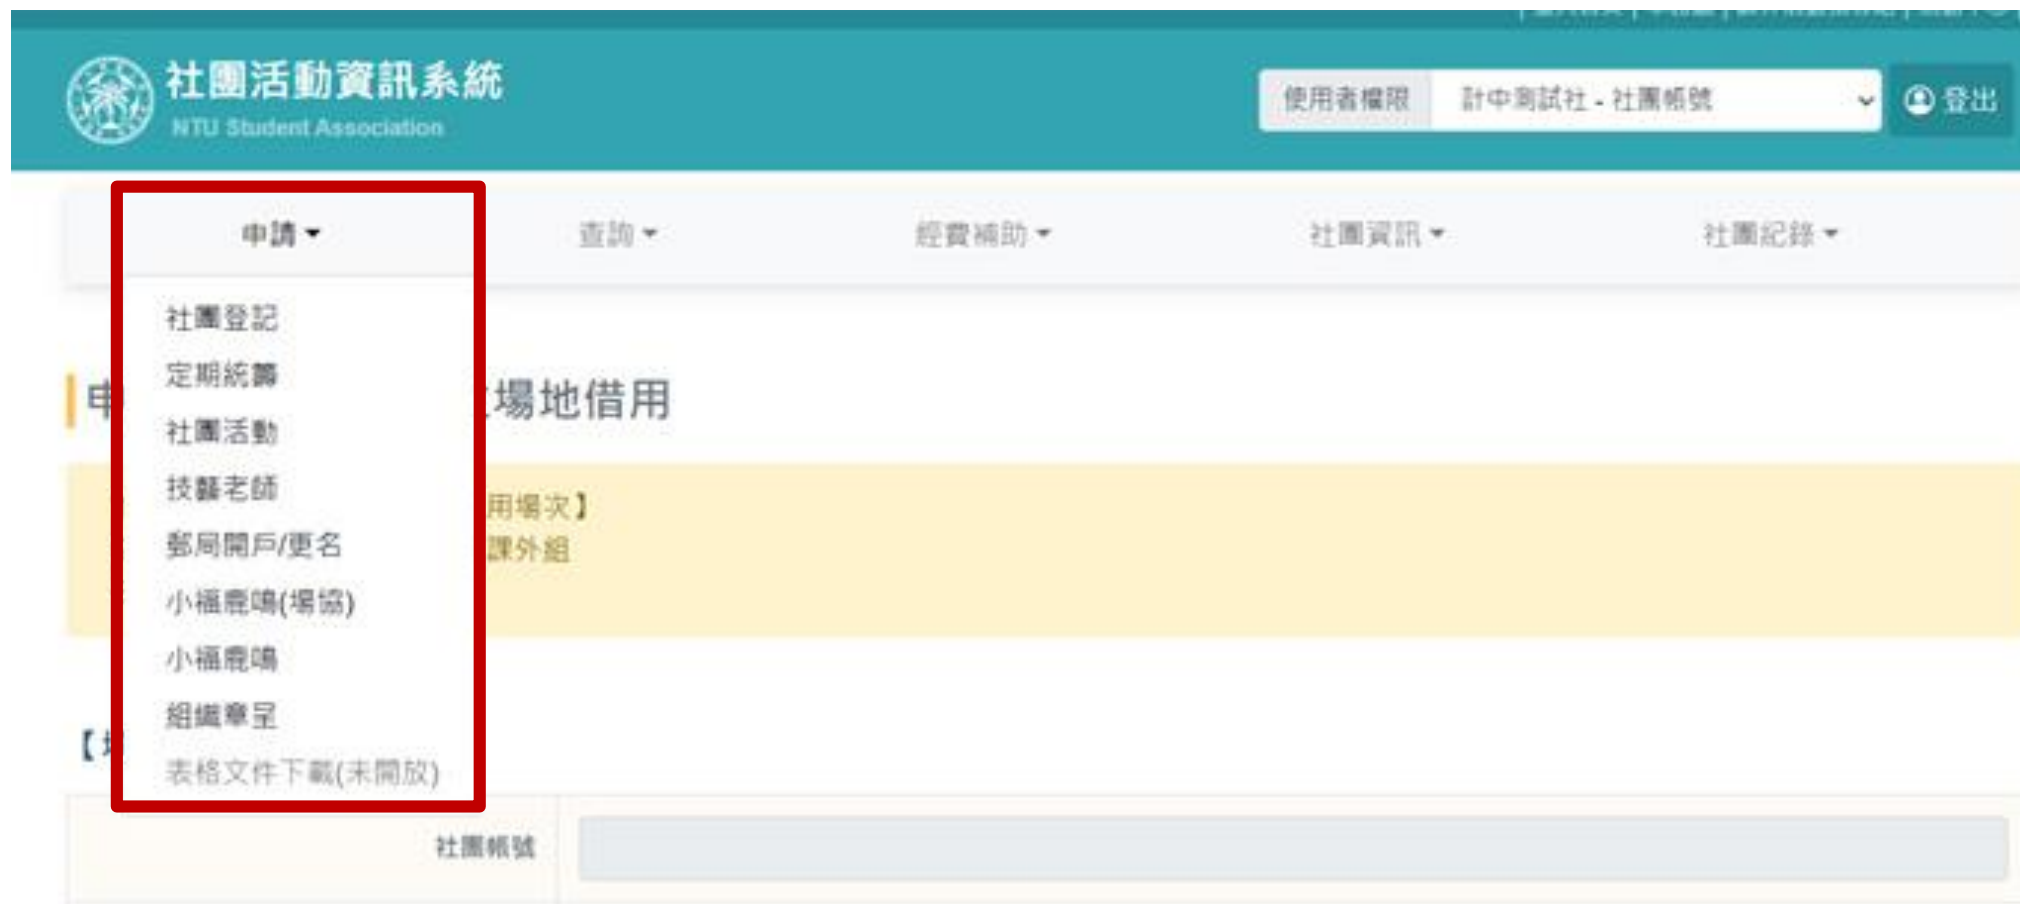 社團活動資訊系統
NTU Student Association
使用者權限 計中測試社 - 社團帳號 登出
申請 查詢 經費補助 社團資訊 社團紀錄
社團登記
定期統籌
社團活動
技藝老師
郵局開戶/更名
小福鹿鳴(場協)
小福鹿鳴
組織章呈
表格文件下載(未開放)
場地借用
用場次】
課外組
【
社團帳號